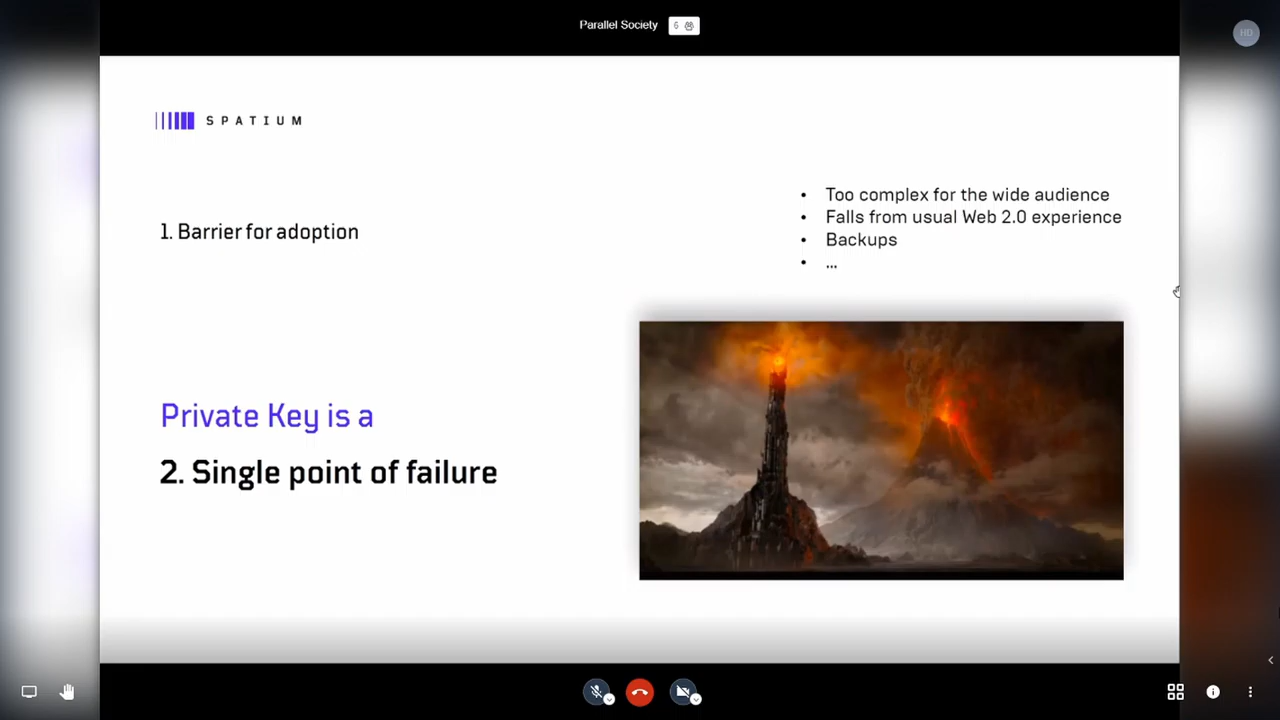 Parallel Society 6
HD
SPATIUM
1. Barrier for adoption
• Too complex for the wide audience
• Falls from usual Web 2.0 experience
• Backups
• ...
Private Key is a
2. Single point of failure